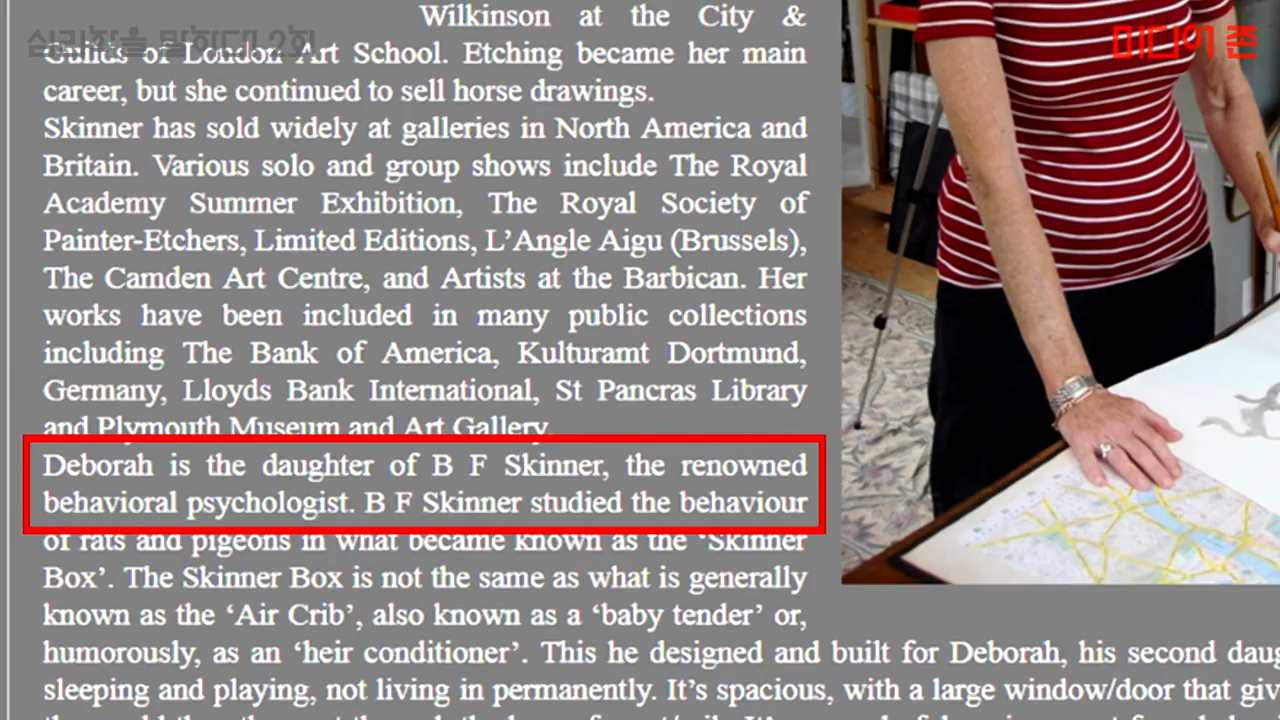 심리학을 말하다 2회
미디어 존
Wilkinson at the City &
Guilds of London Art School. Etching became her main
career, but she continued to sell horse drawings.
Skinner has sold widely at galleries in North America and
Britain. Various solo and group shows include The Royal
Academy Summer Exhibition, The Royal Society of
Painter-Etchers, Limited Editions, L’Angle Aigu (Brussels),
The Camden Art Centre, and Artists at the Barbican. Her
works have been included in many public collections
including The Bank of America, Kulturamt Dortmund,
Germany, Lloyds Bank International, St Pancras Library
and Plymouth Museum and Art Gallery.
Deborah is the daughter of B F Skinner, the renowned
behavioral psychologist. B F Skinner studied the behaviour
of rats and pigeons in what became known as the ‘Skinner
Box’. The Skinner Box is not the same as what is generally
known as the ‘Air Crib’, also known as a ‘baby tender’ or,
humorously, as an ‘heir conditioner’. This he designed and built for Deborah, his second
sleeping and playing, not living in permanently. It’s spacious, with a large window/door that